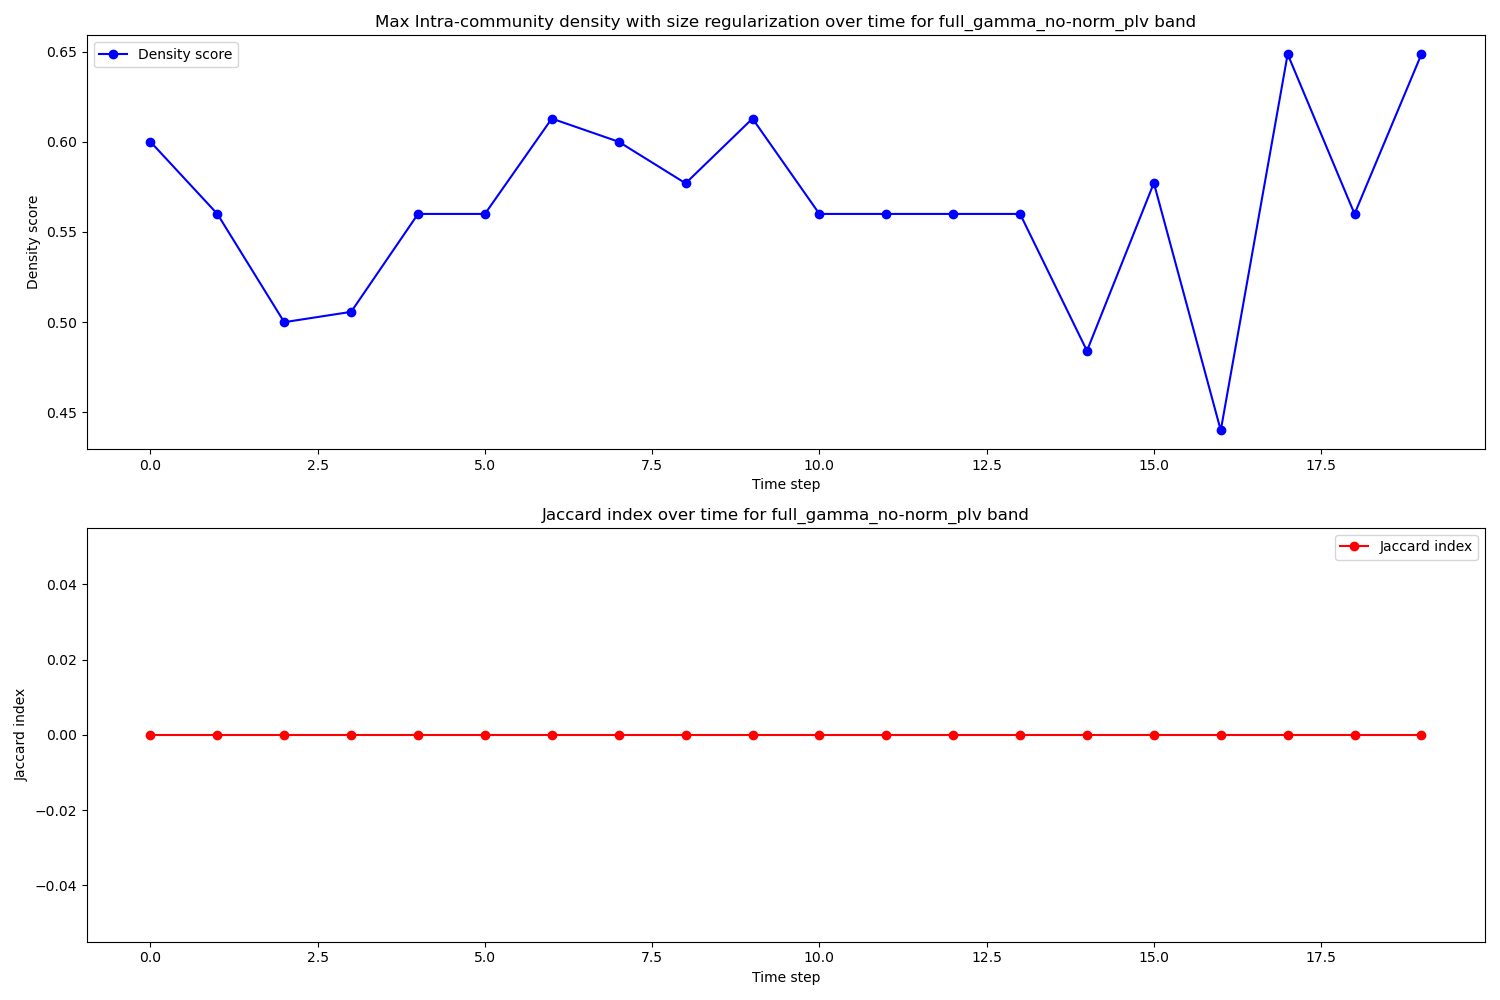 Max Intra-community density with size regularization over time for full_gamma_no-norm_plv band
Density score
0.65
0.60
0.55
0.50
0.45
Density score
0.0 2.5 5.0 7.5 10.0 12.5 15.0 17.5
Time step
Jaccard index over time for full_gamma_no-norm_plv band
Jaccard index
0.04
0.02
0.00
−0.02
−0.04
Jaccard index
0.0 2.5 5.0 7.5 10.0 12.5 15.0 17.5
Time step